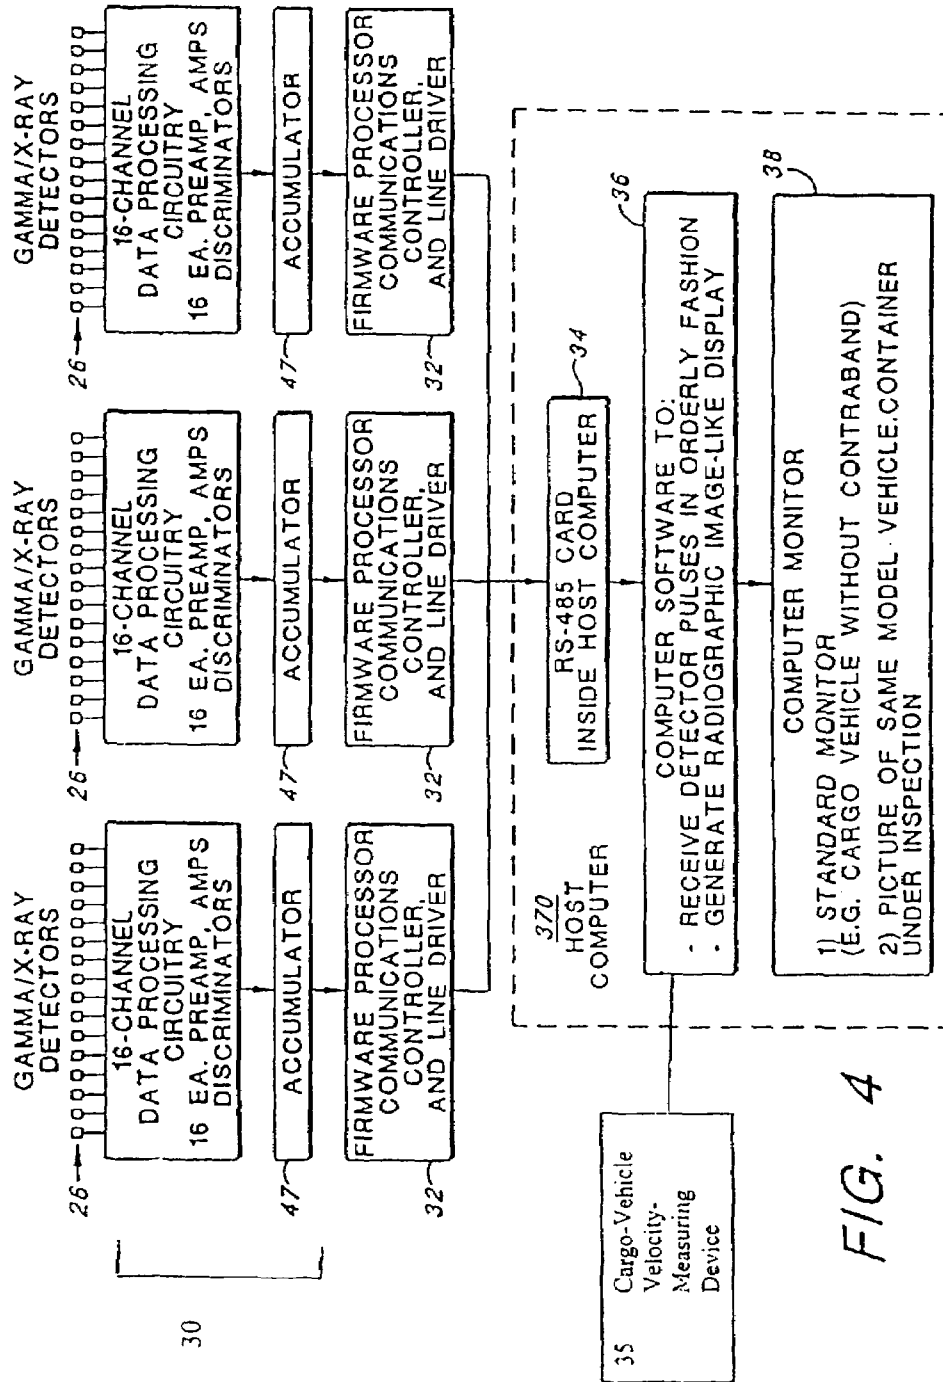 GAMMA/X-RAY
DETECTORS
26
16-CHANNEL
DATA PROCESSING
CIRCUITRY
16 EA. PREAMP, AMPS
DISCRIMINATORS
47
ACCUMULATOR
32
FIRMWARE PROCESSOR
COMMUNICATIONS
CONTROLLER,
AND LINE DRIVER
GAMMA/X-RAY
DETECTORS
26
16-CHANNEL
DATA PROCESSING
CIRCUITRY
16 EA. PREAMP, AMPS
DISCRIMINATORS
47
ACCUMULATOR
32
FIRMWARE PROCESSOR
COMMUNICATIONS
CONTROLLER,
AND LINE DRIVER
GAMMA/X-RAY
DETECTORS
26
16-CHANNEL
DATA PROCESSING
CIRCUITRY
16 EA. PREAMP, AMPS
DISCRIMINATORS
47
ACCUMULATOR
32
FIRMWARE PROCESSOR
COMMUNICATIONS
CONTROLLER,
AND LINE DRIVER
30
370
HOST
COMPUTER
34
RS-485 CARD
INSIDE HOST COMPUTER
36
COMPUTER SOFTWARE TO:
- RECEIVE DETECTOR PULSES IN ORDERLY FASHION
- GENERATE RADIOGRAPHIC IMAGE-LIKE DISPLAY
38
COMPUTER MONITOR
1) STANDARD MONITOR
(E.G. CARGO VEHICLE WITHOUT CONTRABAND)
2) PICTURE OF SAME MODEL VEHICLE.CONTAINER
UNDER INSPECTION
35 Cargo-Vehicle
Velocity-
Measuring
Device
FIG. 4